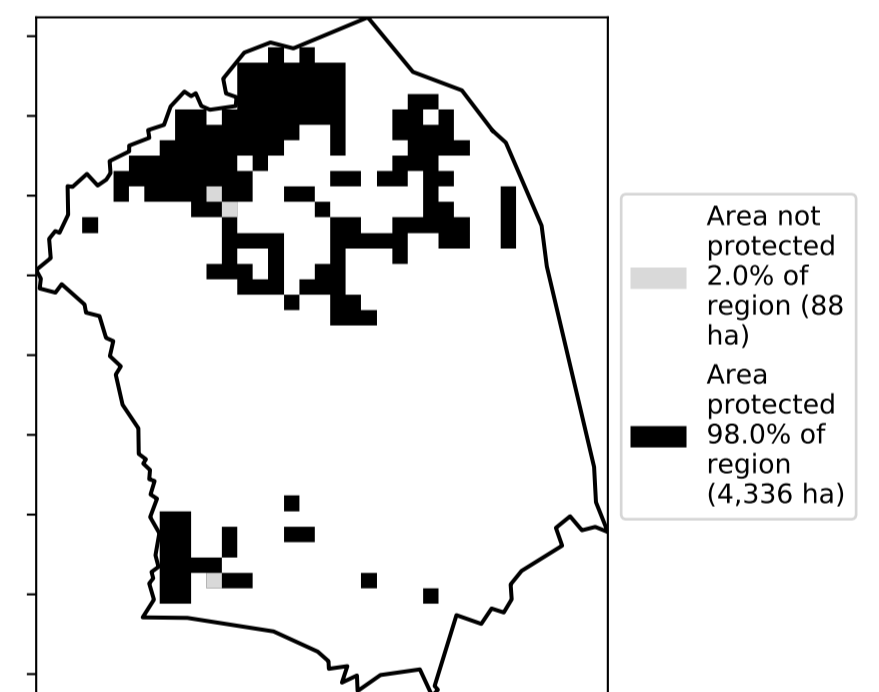 Area not
protected
2.0% of
region (88
ha)
Area
protected
98.0% of
region
(4,336 ha)